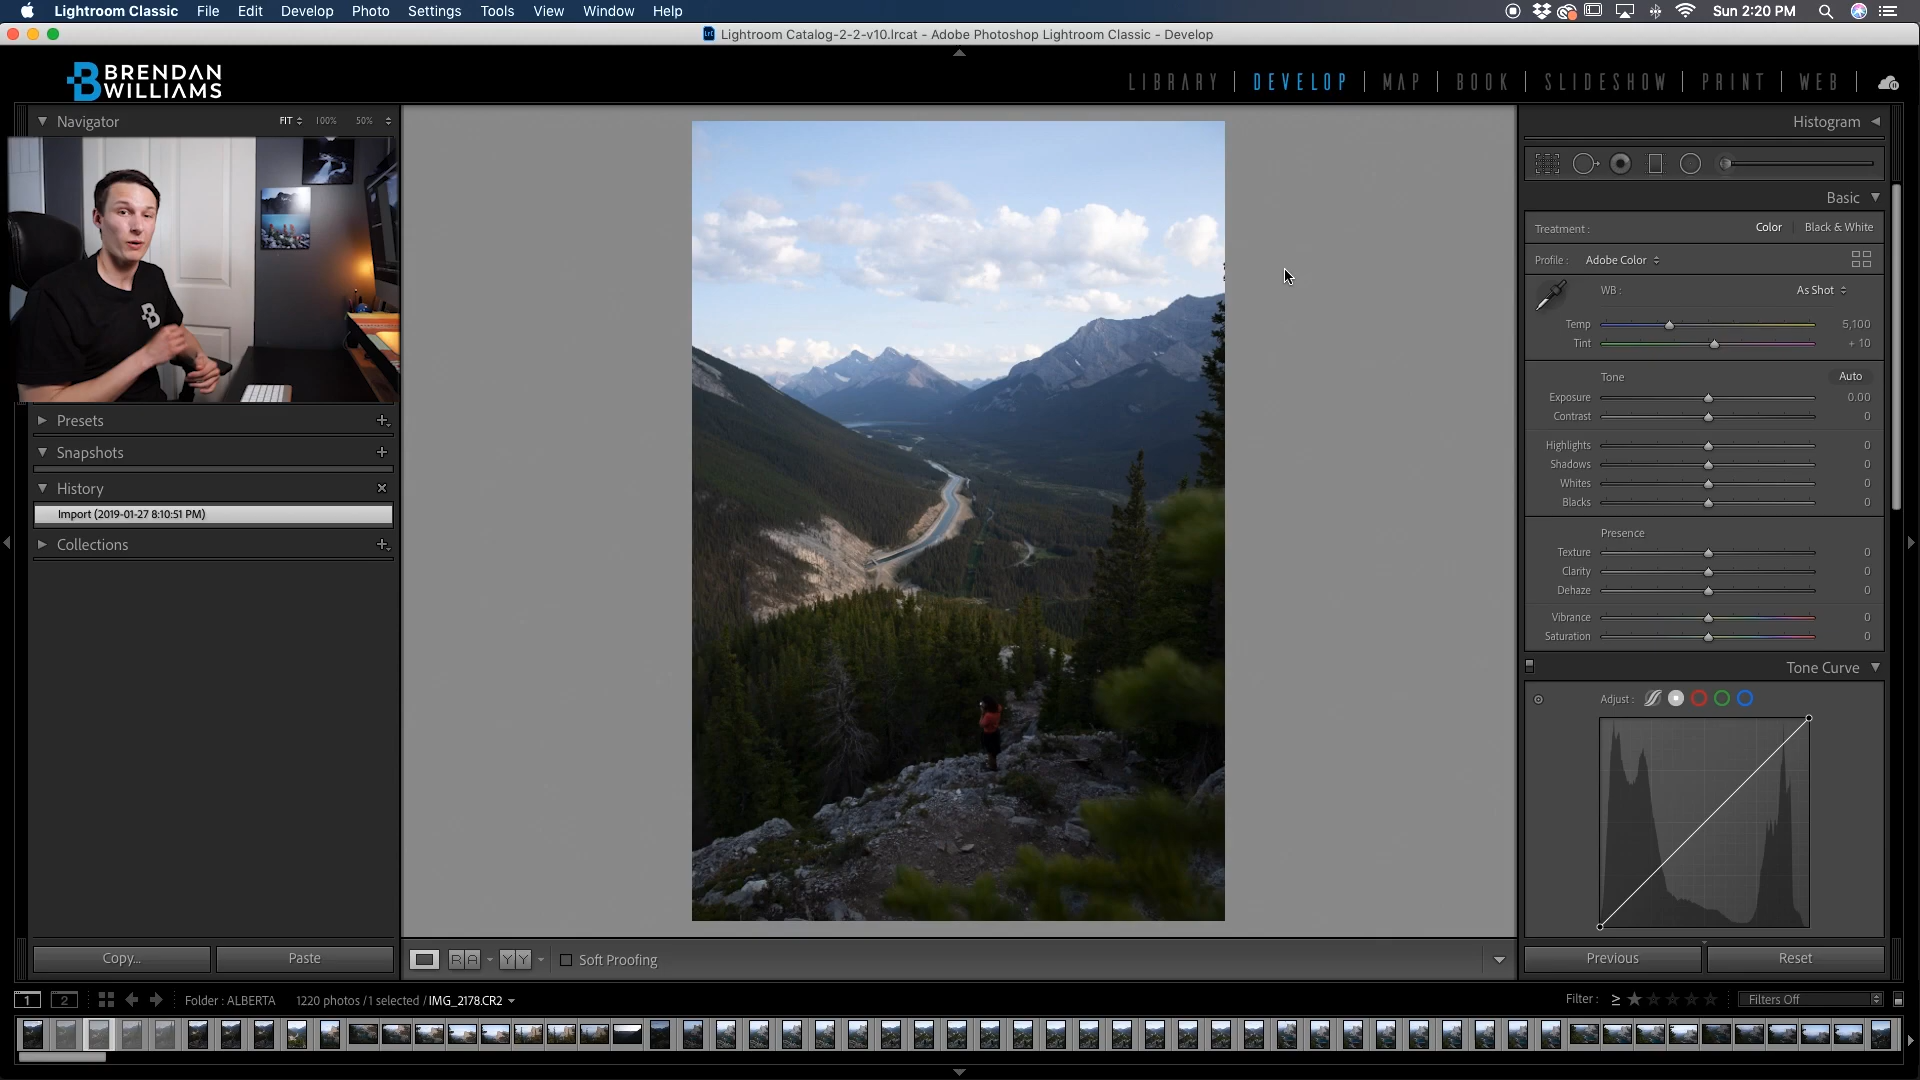 Lightroom Classic File Edit Develop Photo Settings Tools View Window Help Sun 2:20 PM
Lightroom Catalog-2-2-v10.lrcat - Adobe Photoshop Lightroom Classic - Develop
BRENDAN
WILLIAMS
LIBRARY | DEVELOP | MAP | BOOK | SLIDESHOW | PRINT | WEB
Navigator FIT 100% 50%
Presets
Snapshots
History
Import (2019-01-27 8:10:51 PM)
Collections
Copy... Paste
RA YY Soft Proofing
Histogram
Basic
Treatment : Color Black & White
Profile : Adobe Color
WB : As Shot
Temp 5,100
Tint + 10
Tone Auto
Exposure 0.00
Contrast 0
Highlights 0
Shadows 0
Whites 0
Blacks 0
Presence
Texture 0
Clarity 0
Dehaze 0
Vibrance 0
Saturation 0
Tone Curve
Adjust :
Previous Reset
1 2 Folder : ALBERTA 1220 photos / 1 selected / IMG_2178.CR2 Filter : ≥ Filters Off